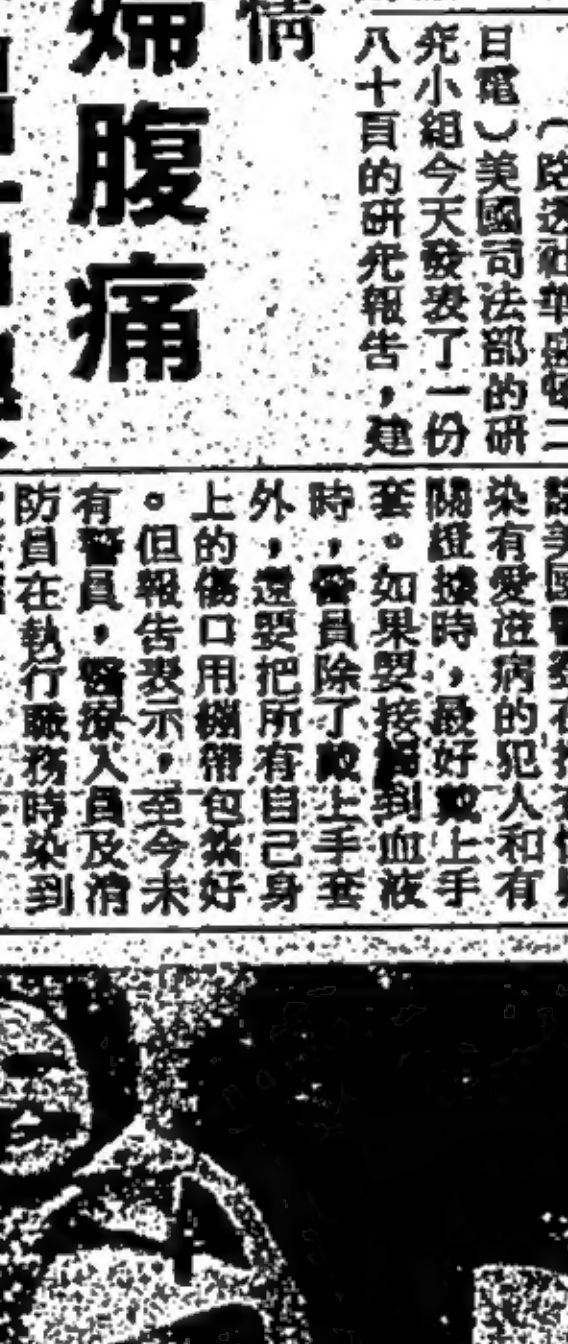 （路透社華盛頓二
日電）美國司法部的研
究小組今天發表了一份
八十頁的研究報告，建
染有愛滋病的犯人和有
關證據時，最好戴上手
套。如果要接觸到血液
時，警員除了戴上手套
外，還要把所有自己身
上的傷口用繃帶包紮好
。但報告表示，至今未
有警員，醫療人員及消
防員在執行職務時染到
情
婦腹痛